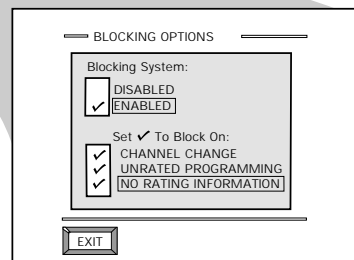 BLOCKING OPTIONS
Blocking System:
DISABLED
✓ ENABLED
Set ✓ To Block On:
✓ CHANNEL CHANGE
✓ UNRATED PROGRAMMING
✓ NO RATING INFORMATION
EXIT